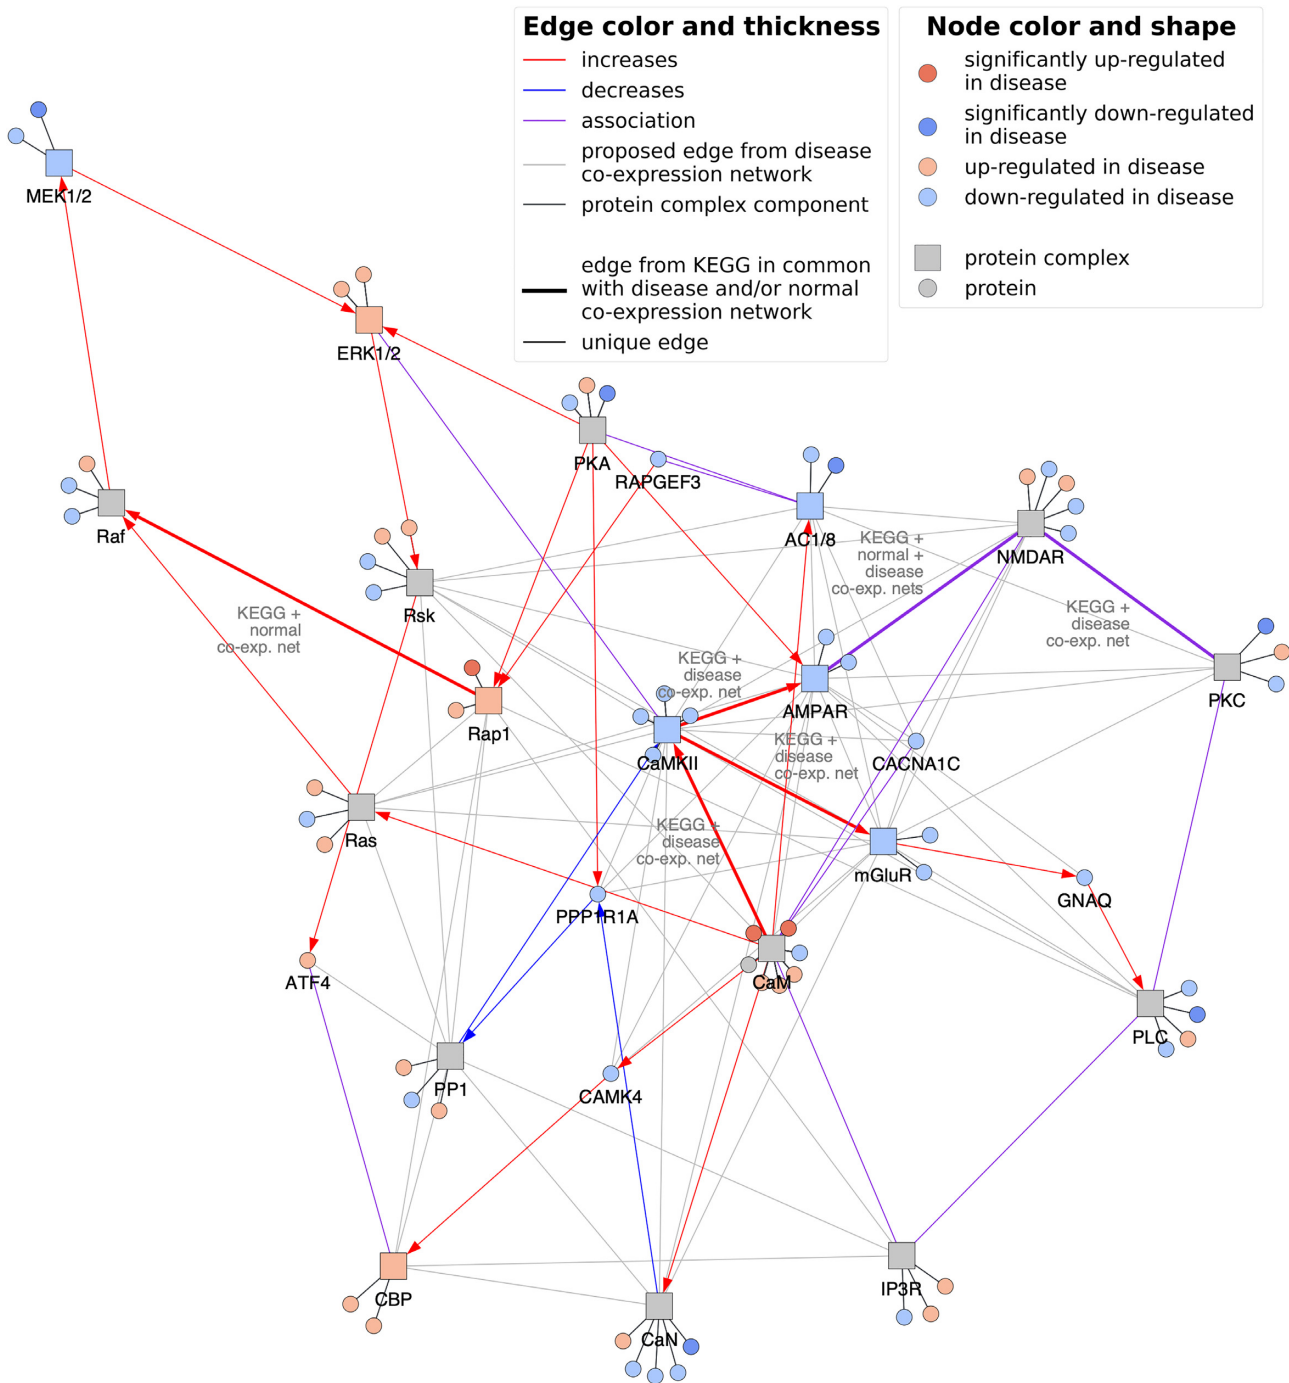 Edge color and thickness
increases
decreases
association
proposed edge from disease
co-expression network
protein complex component
edge from KEGG in common
with disease and/or normal
co-expression network
unique edge
Node color and shape
significantly up-regulated
in disease
significantly down-regulated
in disease
up-regulated in disease
down-regulated in disease
protein complex
protein
MEK1/2
ERK1/2
PKA
RAPGEF3
Raf
AC1/8
NMDAR
KEGG +
normal +
disease
co-exp. nets
Rsk
KEGG +
normal
co-exp. net
KEGG +
disease
co-exp. net
KEGG +
disease
co-exp. net
AMPAR
PKC
Rap1
CaMKII
KEGG +
disease
co-exp. net
CACNA1C
Ras
KEGG +
disease
co-exp. net
mGluR
GNAQ
PPP1R1A
ATF4
CaM
PLC
PP1
CAMK4
CBP
IP3R
CaN